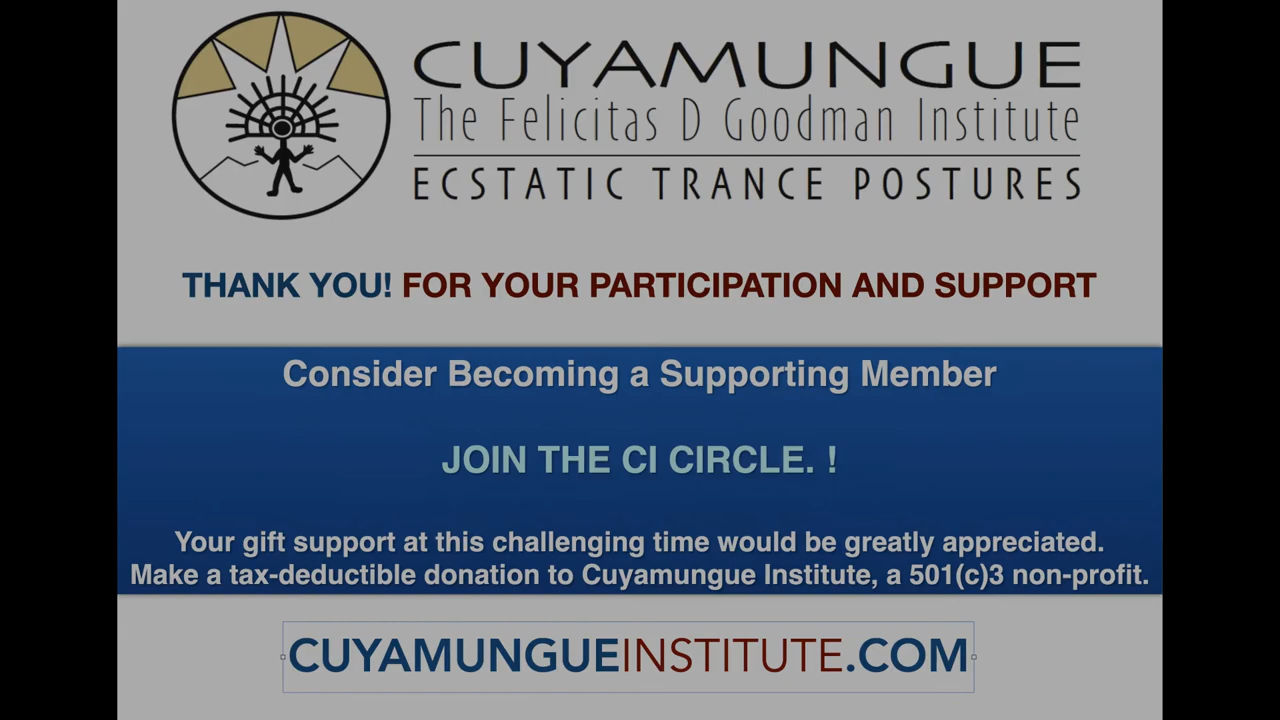 CUYAMUNGUE
The Felicitas D Goodman Institute
ECSTATIC TRANCE POSTURES
THANK YOU! FOR YOUR PARTICIPATION AND SUPPORT
Consider Becoming a Supporting Member
JOIN THE CI CIRCLE. !
Your gift support at this challenging time would be greatly appreciated.
Make a tax-deductible donation to Cuyamungue Institute, a 501(c)3 non-profit.
CUYAMUNGUEINSTITUTE.COM